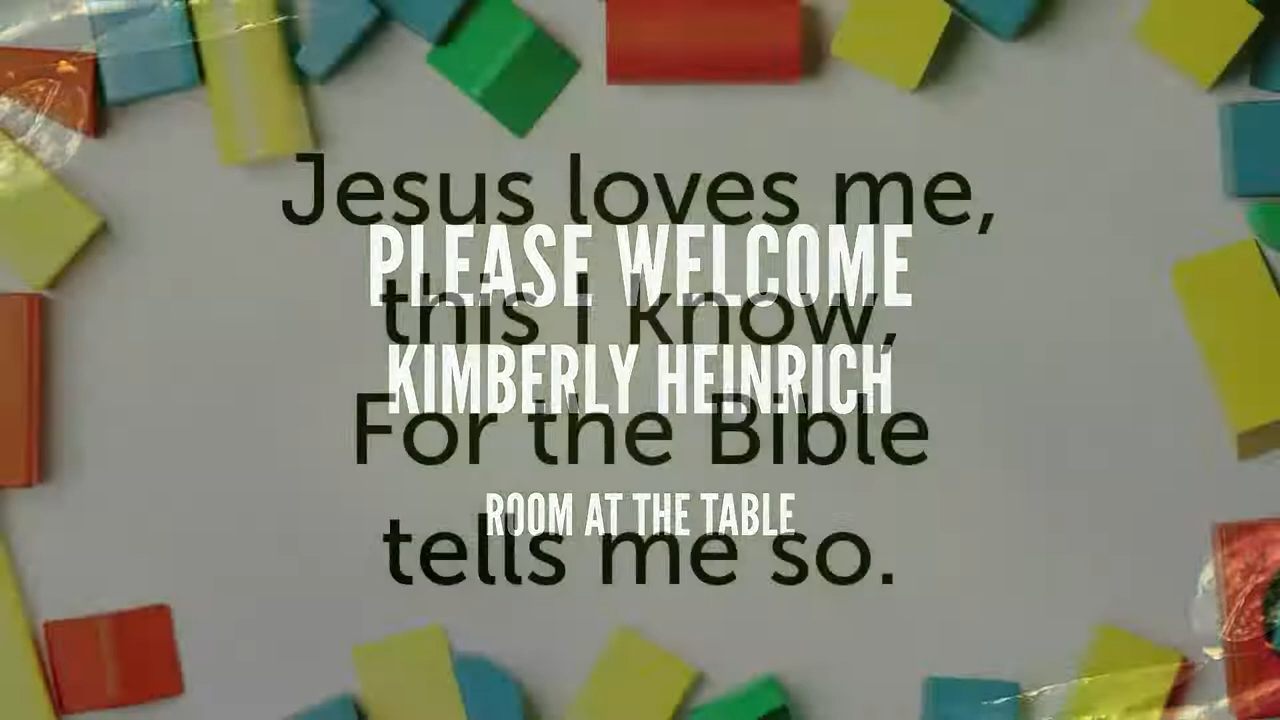 Jesus loves me,
PLEASE WELCOME
this I know,
KIMBERLY HEINRICH
For the Bible
ROOM AT THE TABLE
tells me so.